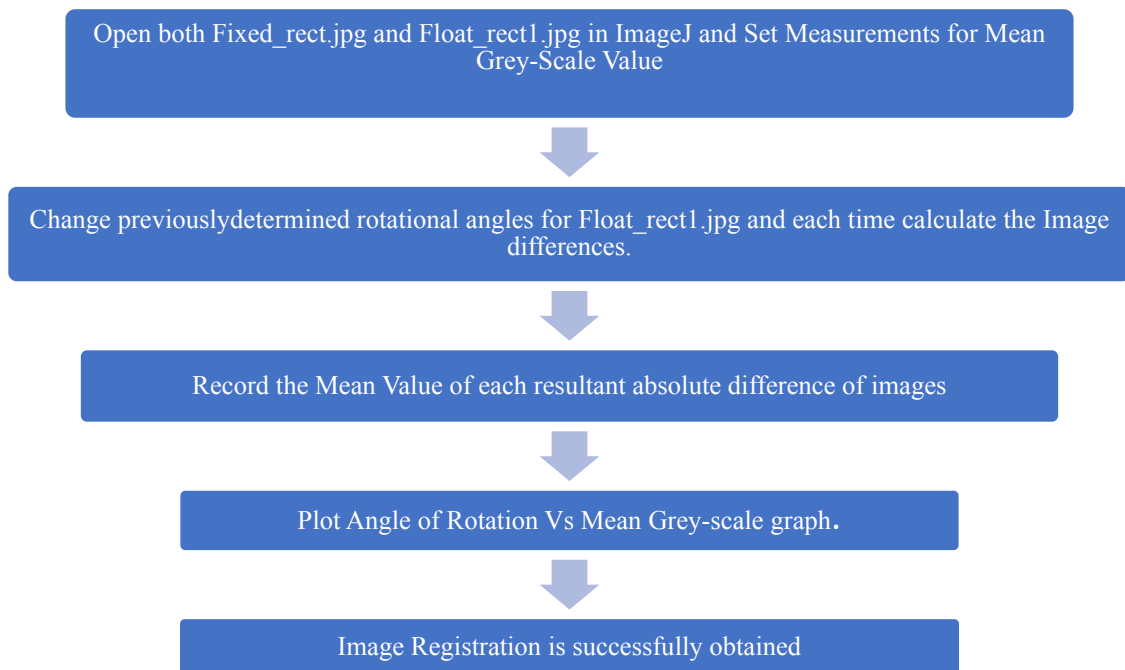 Open both Fixed_rect.jpg and Float_rect1.jpg in ImageJ and Set Measurements for Mean
Grey-Scale Value
Change previouslydetermined rotational angles for Float_rect1.jpg and each time calculate the Image
differences.
Record the Mean Value of each resultant absolute difference of images
Plot Angle of Rotation Vs Mean Grey-scale graph.
Image Registration is successfully obtained